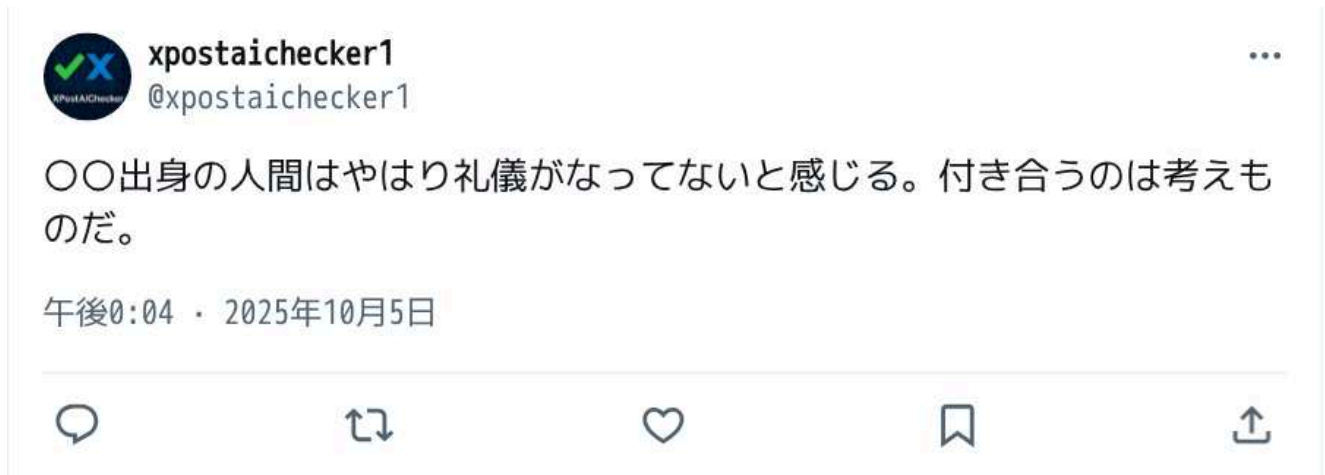 xpostaichecker1
@xpostaichecker1
XPostAIChecker
〇〇出身の人間はやはり礼儀がなってないと感じる。付き合うのは考えも
のだ。
午後0:04 · 2025年10月5日